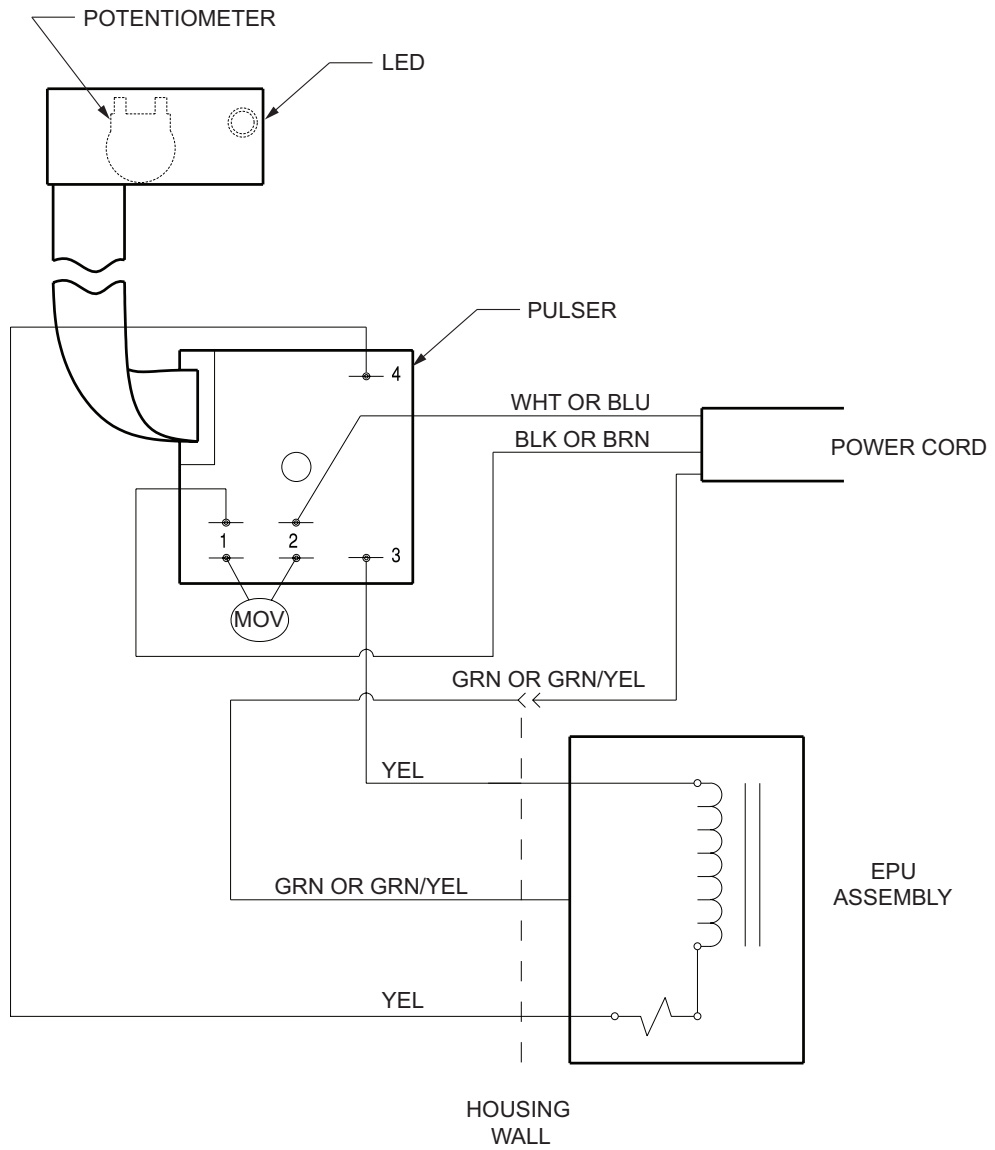 POTENTIOMETER
LED
PULSER
4
WHT OR BLU
BLK OR BRN
POWER CORD
1
2
3
MOV
GRN OR GRN/YEL
YEL
EPU
ASSEMBLY
GRN OR GRN/YEL
YEL
HOUSING
WALL